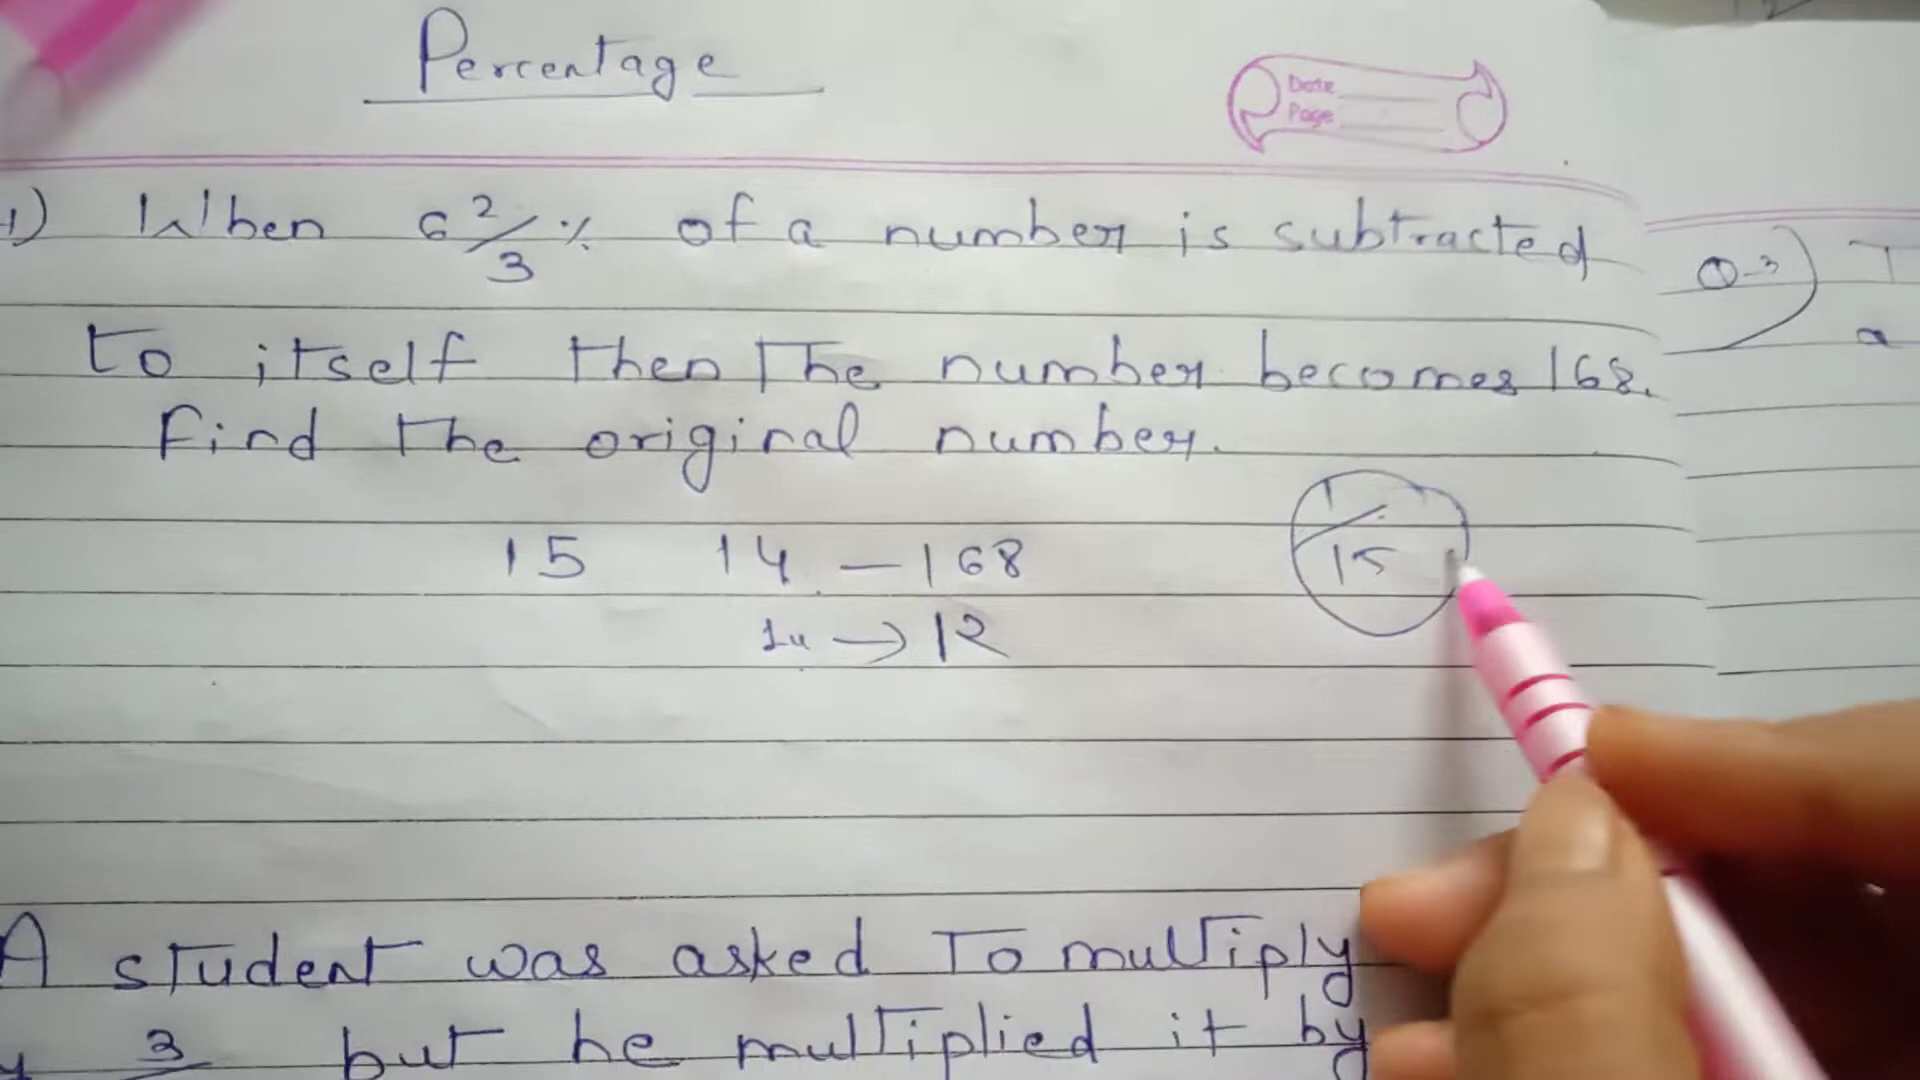 Percentage
Date
Page
1) When 6 2/3 % of a number is subtracted
to itself then The number becomes 168.
Find the original number.
1/15
15 14 — 168
1u → 12
A student was asked To multiply
3 but he multiplied it by
Q-3) T
a